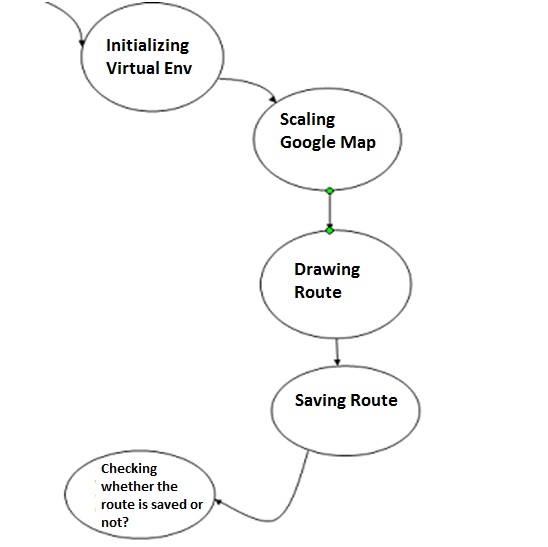 Initializing
Virtual Env
Scaling
Google Map
Drawing
Route
Saving Route
Checking
whether the
route is saved or
not?